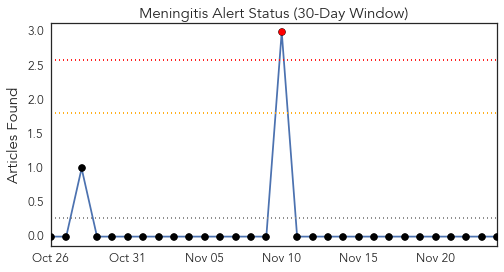 Meningitis Alert Status (30-Day Window)
Articles Found
3.0
2.5
2.0
1.5
1.0
0.5
0.0
Oct 26 Oct 31 Nov 05 Nov 10 Nov 15 Nov 20